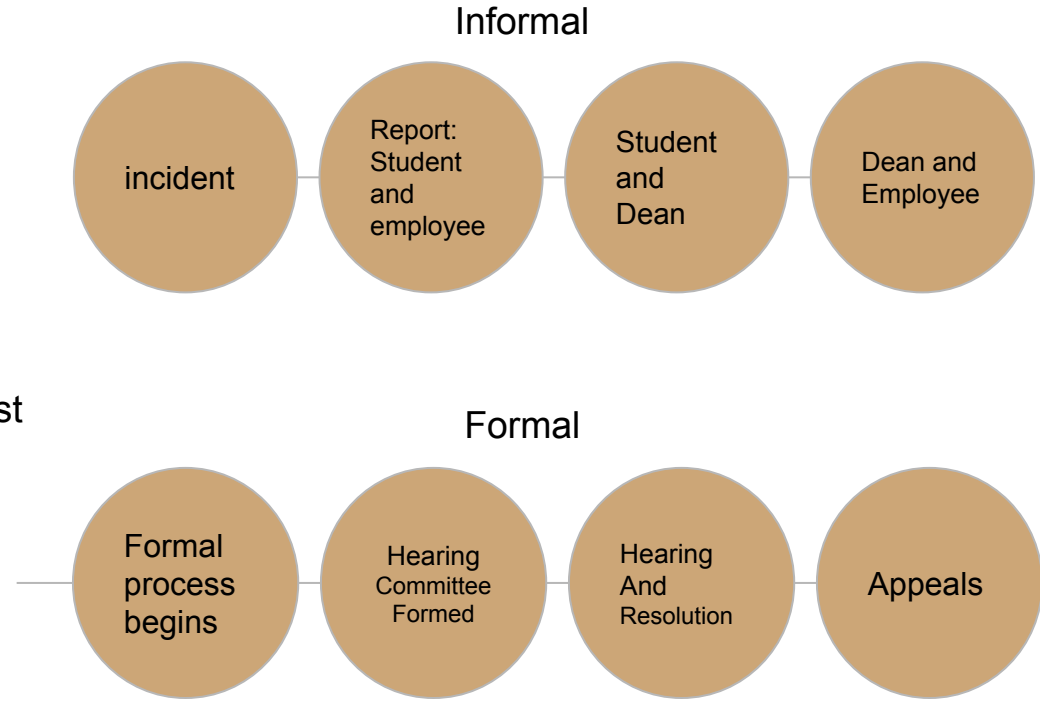 Informal
incident
Report:
Student
and
employee
Student
and
Dean
Dean and
Employee
st
Formal
Formal
process
begins
Hearing
Committee
Formed
Hearing
And
Resolution
Appeals